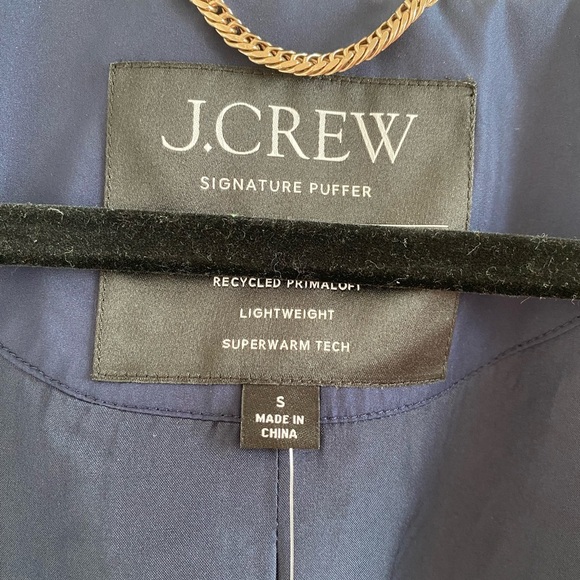 J.CREW
SIGNATURE PUFFER
RECYCLED PRIMALOFT
LIGHTWEIGHT
SUPERWARM TECH
S
MADE IN
CHINA